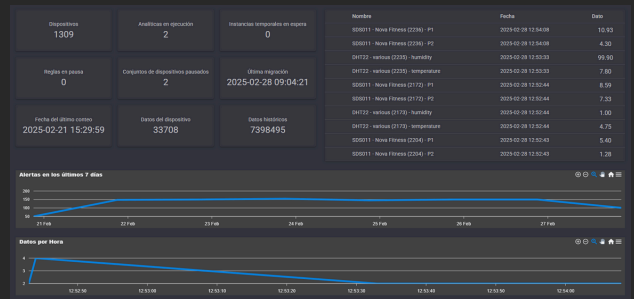 Dispositivos
1309
Analíticas en ejecución
2
Instancias temporales en espera
0
Reglas en pausa
0
Conjuntos de dispositivos pausados
2
Última migración
2025-02-28 09:04:21
Fecha del último conteo
2025-02-21 15:29:59
Datos del dispositivo
33708
Datos históricos
7398495
Nombre Fecha Dato
SDS011 - Nova Fitness (2236) - P1 2025-02-28 12:54:08 10.93
SDS011 - Nova Fitness (2236) - P2 2025-02-28 12:54:08 4.30
DHT22 - various (2235) - humidity 2025-02-28 12:53:33 99.90
DHT22 - various (2235) - temperature 2025-02-28 12:53:33 7.80
SDS011 - Nova Fitness (2172) - P1 2025-02-28 12:52:44 8.59
SDS011 - Nova Fitness (2172) - P2 2025-02-28 12:52:44 7.33
DHT22 - various (2173) - humidity 2025-02-28 12:52:44 1.00
DHT22 - various (2173) - temperature 2025-02-28 12:52:44 4.75
SDS011 - Nova Fitness (2204) - P1 2025-02-28 12:52:43 5.40
SDS011 - Nova Fitness (2204) - P2 2025-02-28 12:52:43 1.28
Alertas en los últimos 7 días
200
150
100
50
21 Feb 22 Feb 23 Feb 24 Feb 25 Feb 26 Feb 27 Feb
Datos por Hora
4
3
2
12:52:50 12:53:00 12:53:10 12:53:20 12:53:30 12:53:40 12:53:50 12:54:00